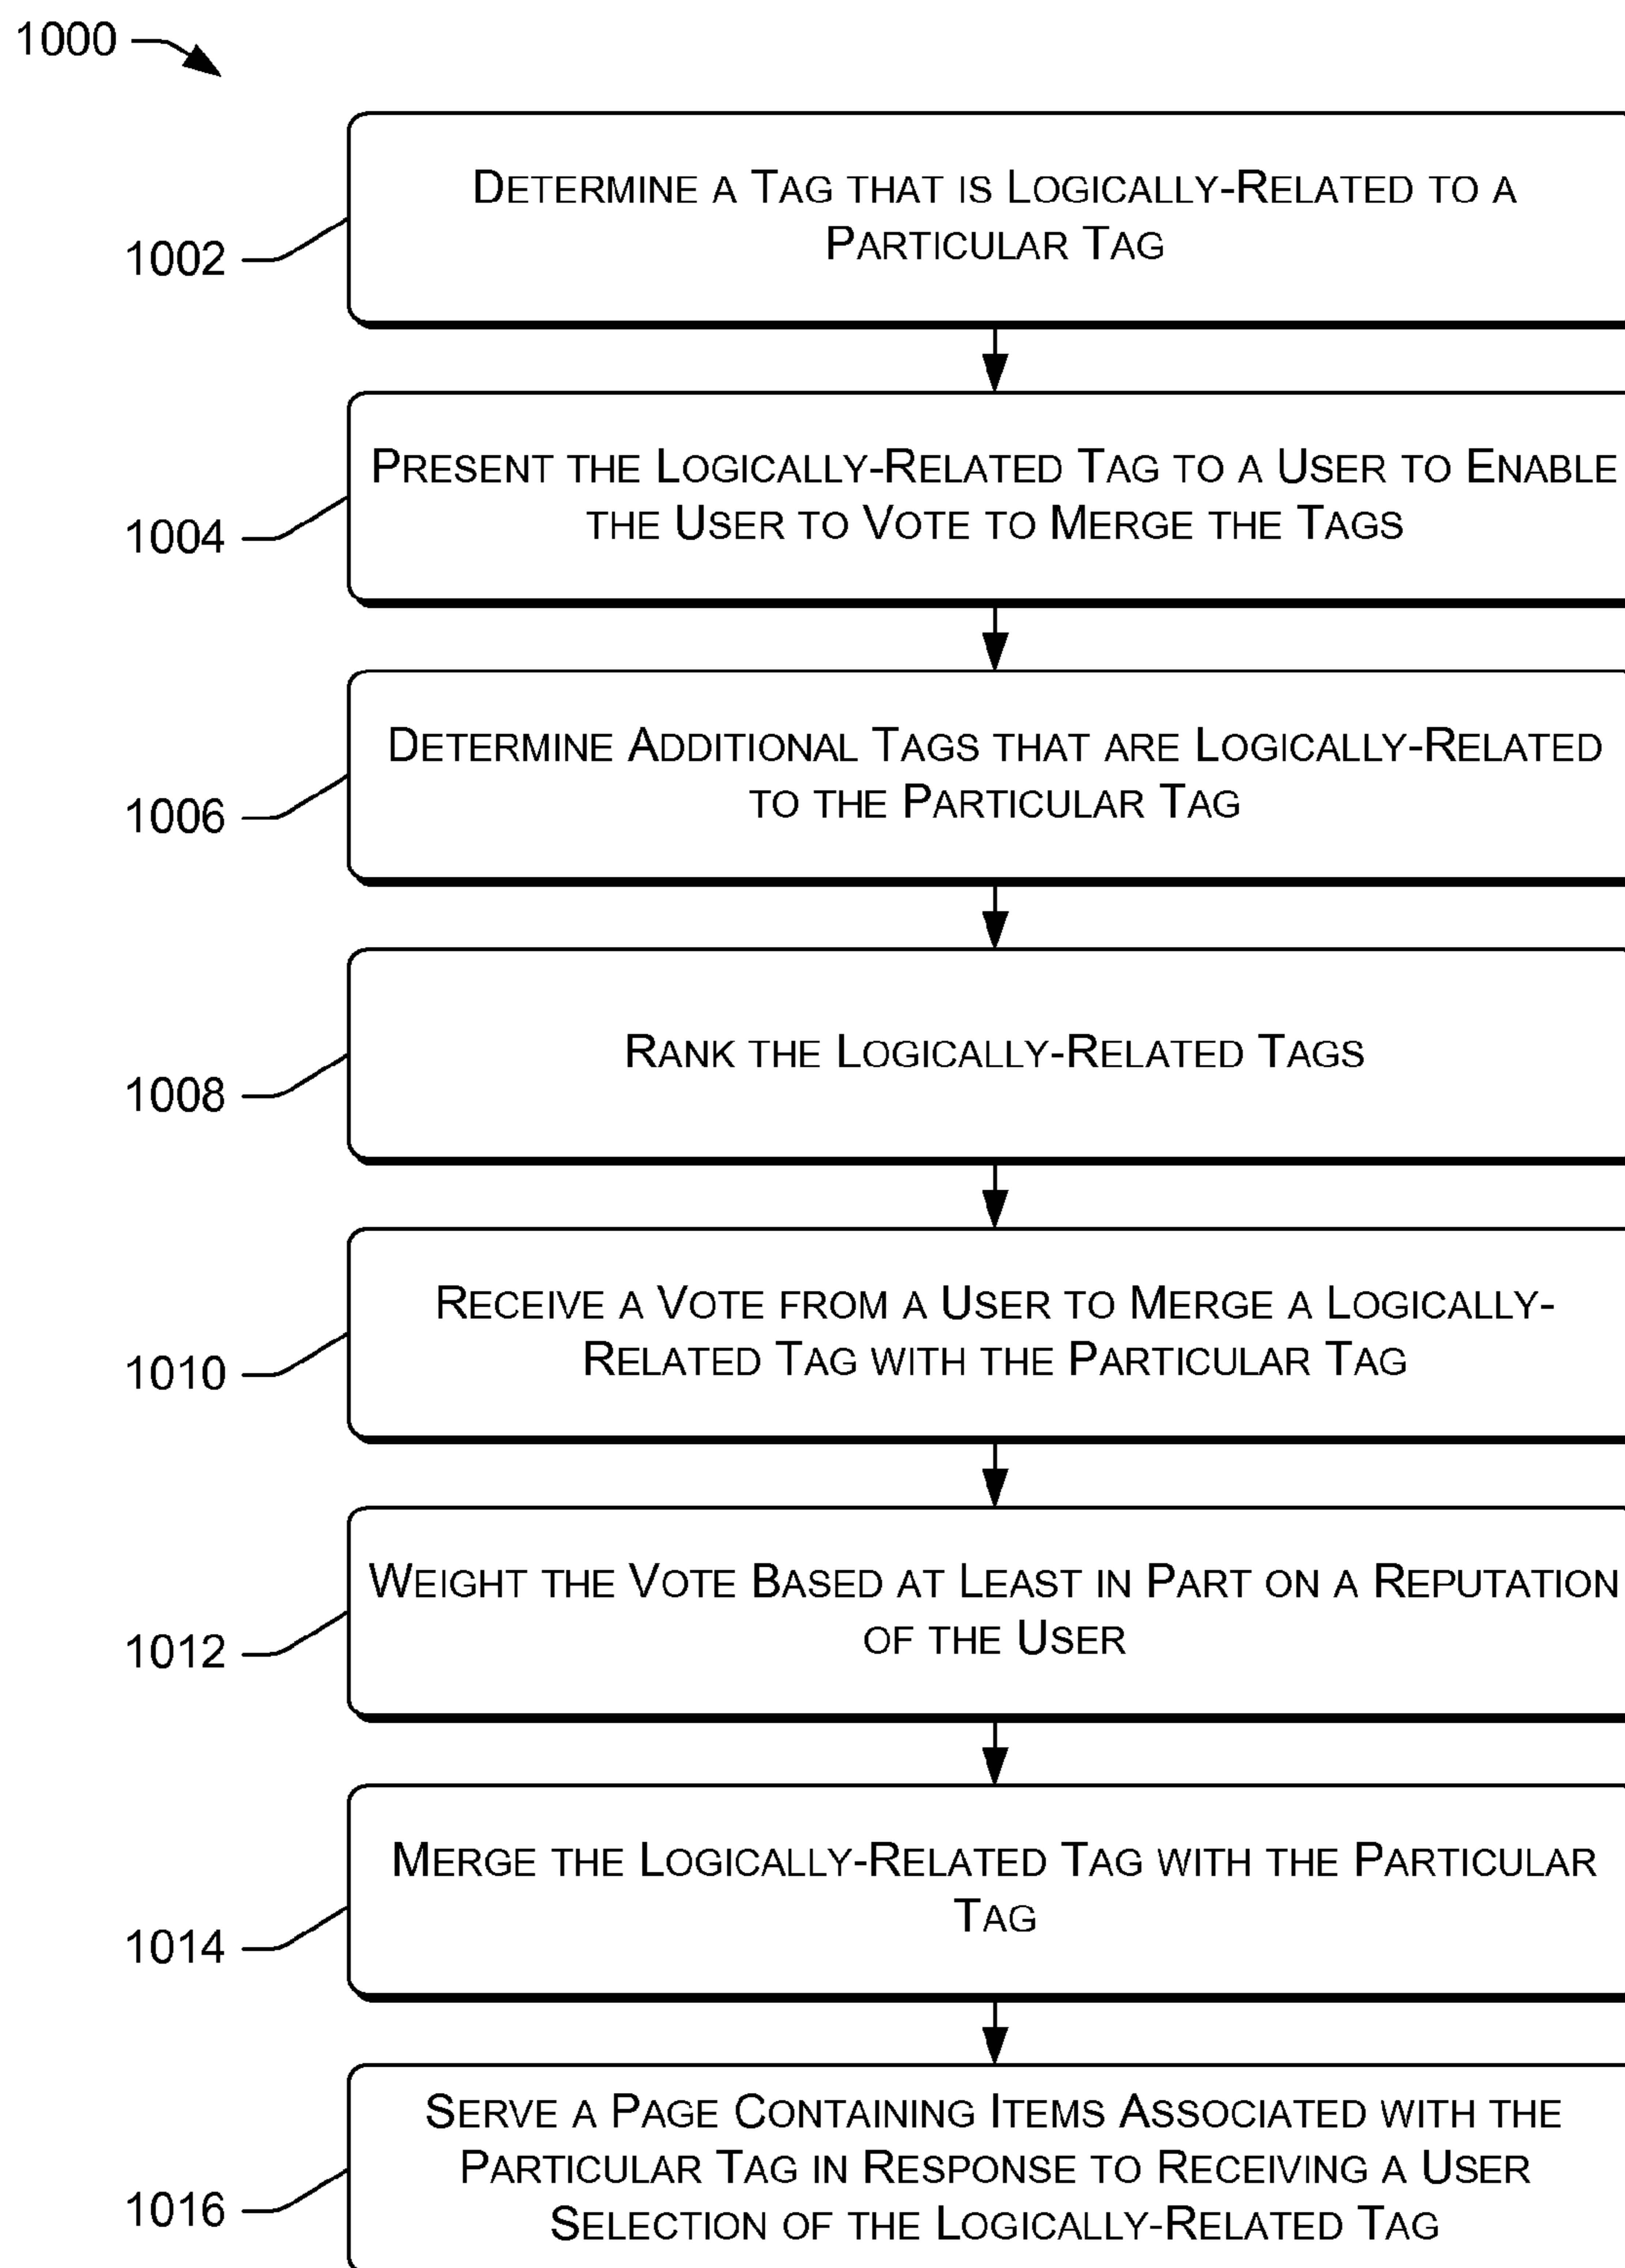 1000
DETERMINE A TAG THAT IS LOGICALLY-RELATED TO A
PARTICULAR TAG
1002
PRESENT THE LOGICALLY-RELATED TAG TO A USER TO ENABLE
THE USER TO VOTE TO MERGE THE TAGS
1004
DETERMINE ADDITIONAL TAGS THAT ARE LOGICALLY-RELATED
TO THE PARTICULAR TAG
1006
RANK THE LOGICALLY-RELATED TAGS
1008
RECEIVE A VOTE FROM A USER TO MERGE A LOGICALLY-
RELATED TAG WITH THE PARTICULAR TAG
1010
WEIGHT THE VOTE BASED AT LEAST IN PART ON A REPUTATION
OF THE USER
1012
MERGE THE LOGICALLY-RELATED TAG WITH THE PARTICULAR
TAG
1014
SERVE A PAGE CONTAINING ITEMS ASSOCIATED WITH THE
PARTICULAR TAG IN RESPONSE TO RECEIVING A USER
SELECTION OF THE LOGICALLY-RELATED TAG
1016